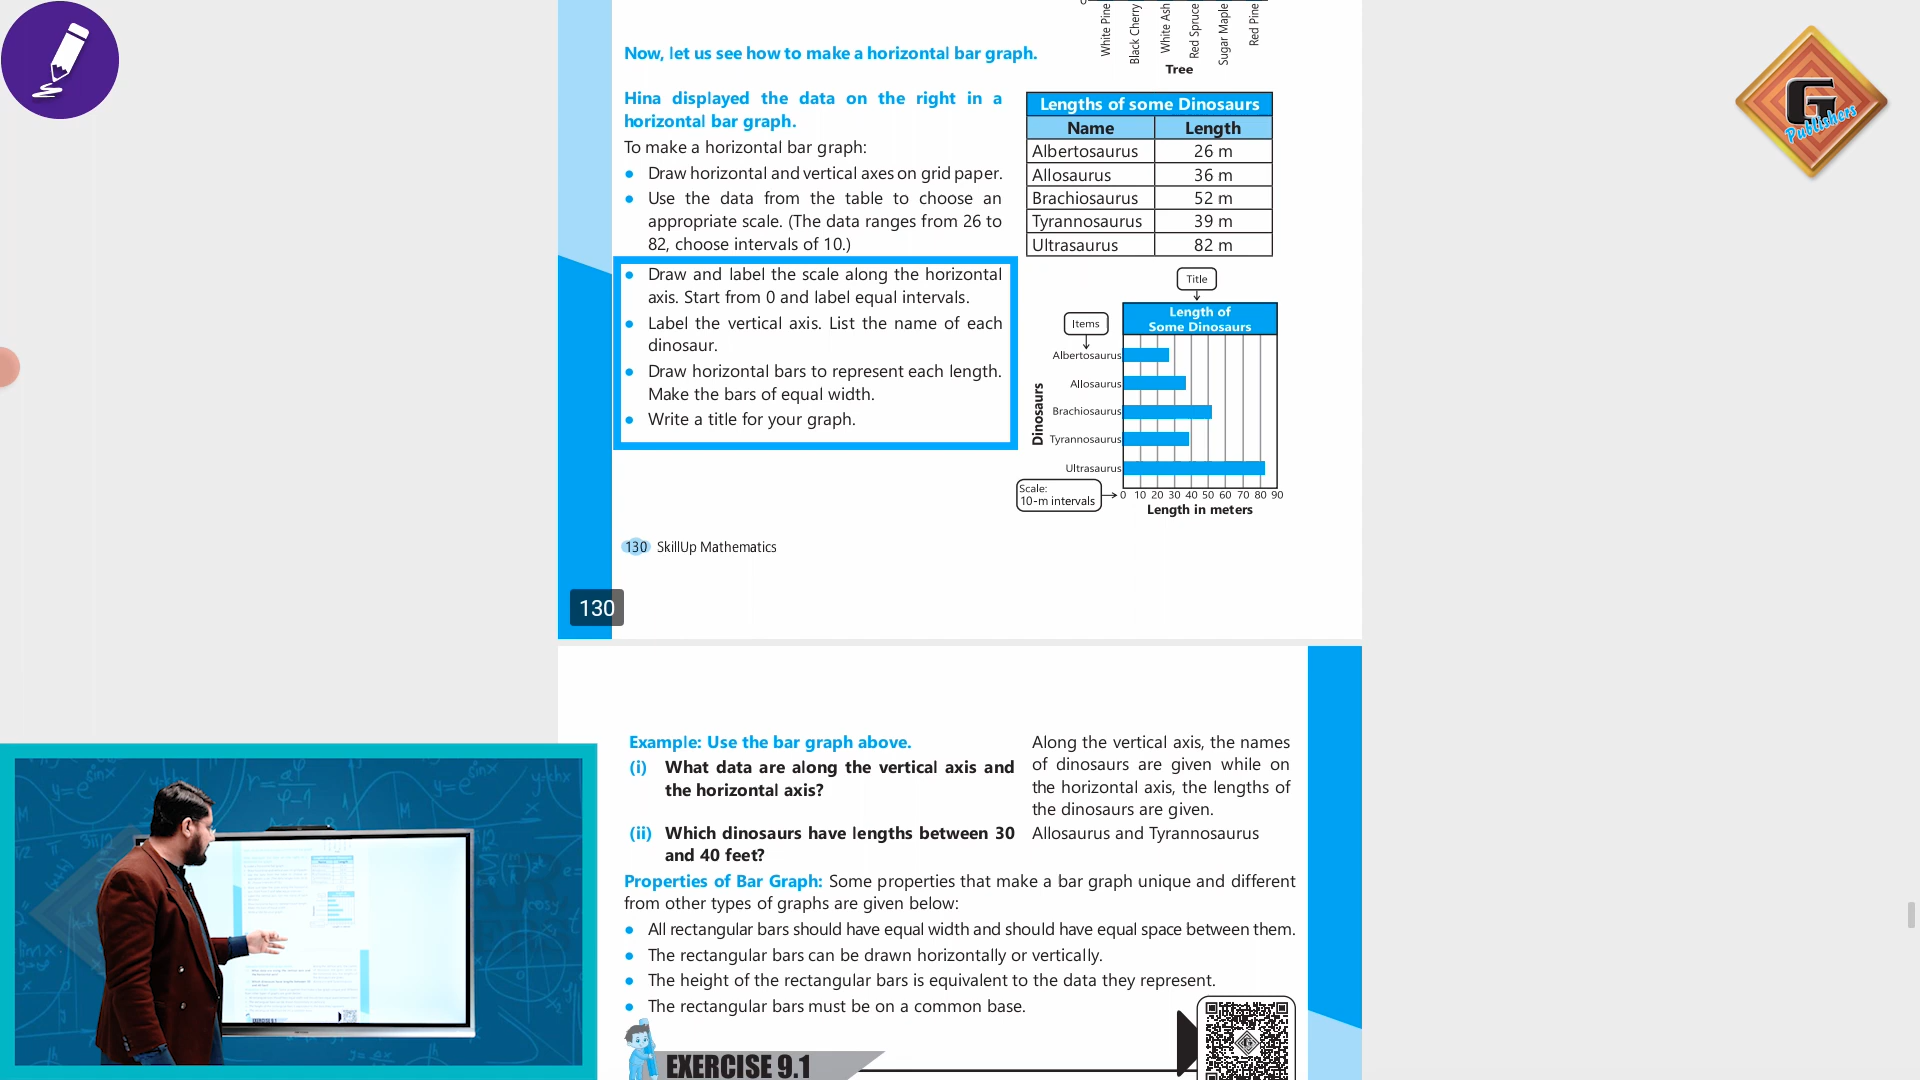 0
White Pine
Black Cherry
White Ash
Red Spruce
Sugar Maple
Red Pine
Tree
Now, let us see how to make a horizontal bar graph.
Hina displayed the data on the right in a
horizontal bar graph.
To make a horizontal bar graph:
• Draw horizontal and vertical axes on grid paper.
• Use the data from the table to choose an
appropriate scale. (The data ranges from 26 to
82, choose intervals of 10.)
• Draw and label the scale along the horizontal
axis. Start from 0 and label equal intervals.
• Label the vertical axis. List the name of each
dinosaur.
• Draw horizontal bars to represent each length.
Make the bars of equal width.
• Write a title for your graph.
Lengths of some Dinosaurs
Name Length
Albertosaurus 26 m
Allosaurus 36 m
Brachiosaurus 52 m
Tyrannosaurus 39 m
Ultrasaurus 82 m
Title
Length of
Some Dinosaurs
Items
Dinosaurs
Albertosaurus
Allosaurus
Brachiosaurus
Tyrannosaurus
Ultrasaurus
Scale:
10-m intervals
0 10 20 30 40 50 60 70 80 90
Length in meters
130 SkillUp Mathematics
130
G
Publishers
Example: Use the bar graph above.
(i) What data are along the vertical axis and
the horizontal axis?
Along the vertical axis, the names
of dinosaurs are given while on
the horizontal axis, the lengths of
the dinosaurs are given.
(ii) Which dinosaurs have lengths between 30
and 40 feet?
Allosaurus and Tyrannosaurus
Properties of Bar Graph: Some properties that make a bar graph unique and different
from other types of graphs are given below:
• All rectangular bars should have equal width and should have equal space between them.
• The rectangular bars can be drawn horizontally or vertically.
• The height of the rectangular bars is equivalent to the data they represent.
• The rectangular bars must be on a common base.
EXERCISE 9.1